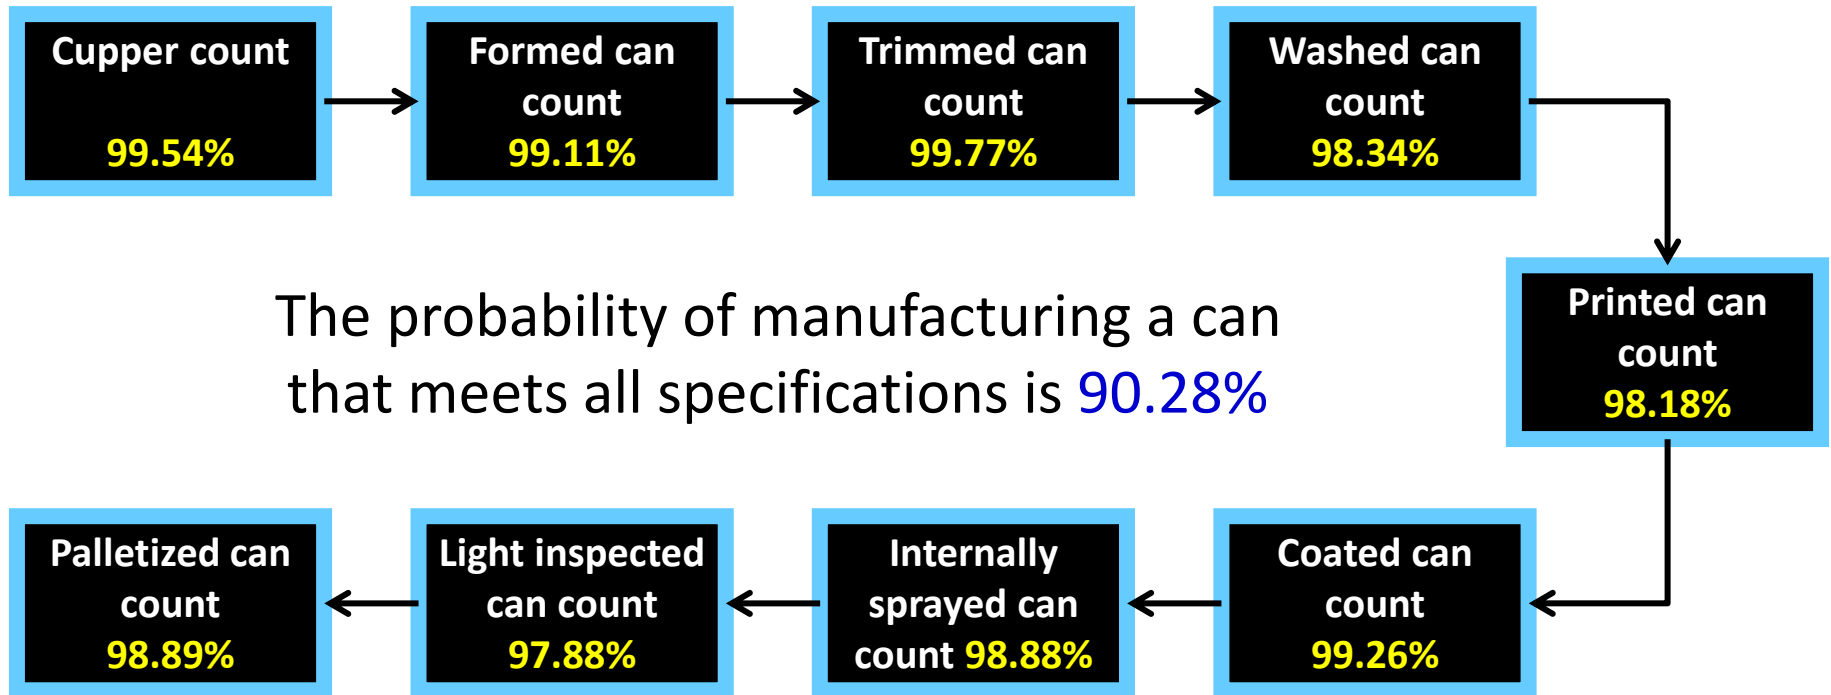 Cupper count
99.54%
Formed can
count
99.11%
Trimmed can
count
99.77%
Washed can
count
98.34%
Printed can
count
98.18%
The probability of manufacturing a can
that meets all specifications is 90.28%
Coated can
count
99.26%
Internally
sprayed can
count 98.88%
Light inspected
can count
97.88%
Palletized can
count
98.89%